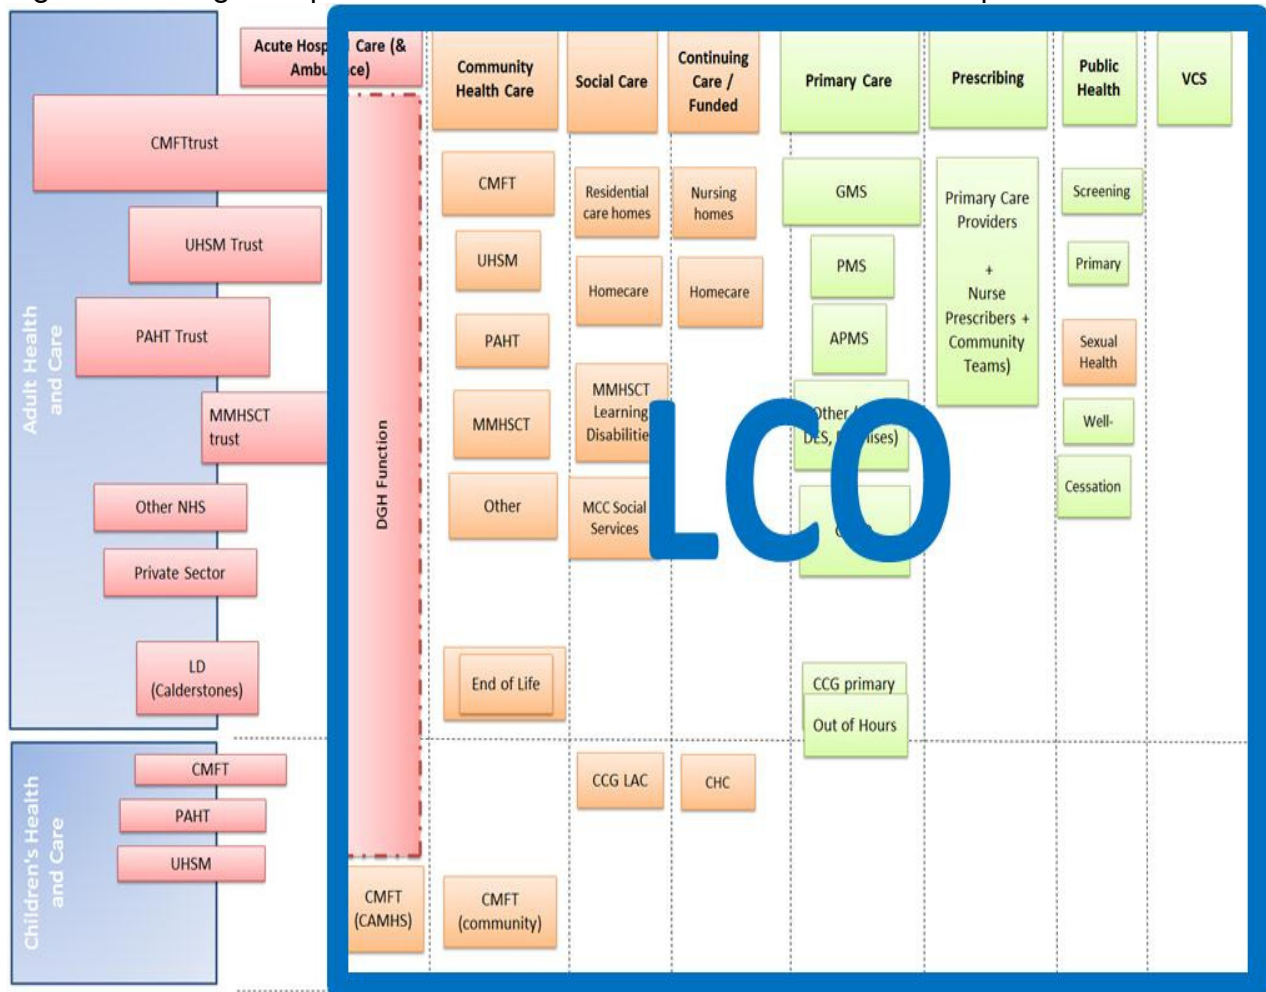 Acute Hosp Care (&
Ambu ce)
Community
Health Care
Social Care
Continuing
Care /
Funded
Primary Care
Prescribing
Public
Health
VCS
Adult Health
and Care
CMFTtrust
UHSM Trust
PAHT Trust
MMHSCT
trust
Other NHS
Private Sector
LD
(Calderstones)
DGH Function
CMFT
UHSM
PAHT
MMHSCT
Other
End of Life
Residential
care homes
Homecare
MMHSCT
Learning
Disabilitie
MCC Social
Services
Nursing
homes
Homecare
GMS
PMS
APMS
Other
DES,
CCG primary
Out of Hours
Primary Care
Providers
+
Nurse
Prescribers +
Community
Teams)
Screening
Primary
Sexual
Health
Well-
Cessation
LCO
Children's Health
and Care
CMFT
PAHT
UHSM
CMFT
(CAMHS)
CMFT
(community)
CCG LAC
CHC